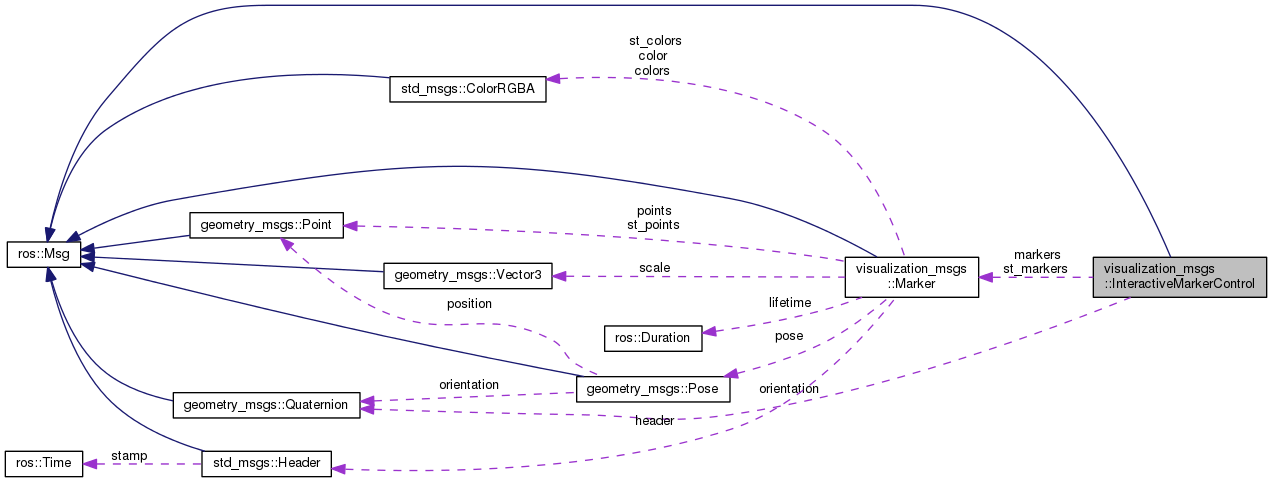 st_colors
color
colors
std_msgs::ColorRGBA
points
st_points
geometry_msgs::Point
ros::Msg
markers
st_markers
visualization_msgs
::Marker
visualization_msgs
::InteractiveMarkerControl
geometry_msgs::Vector3
scale
position
lifetime
ros::Duration
pose
geometry_msgs::Pose
orientation
orientation
geometry_msgs::Quaternion
header
stamp
ros::Time
std_msgs::Header